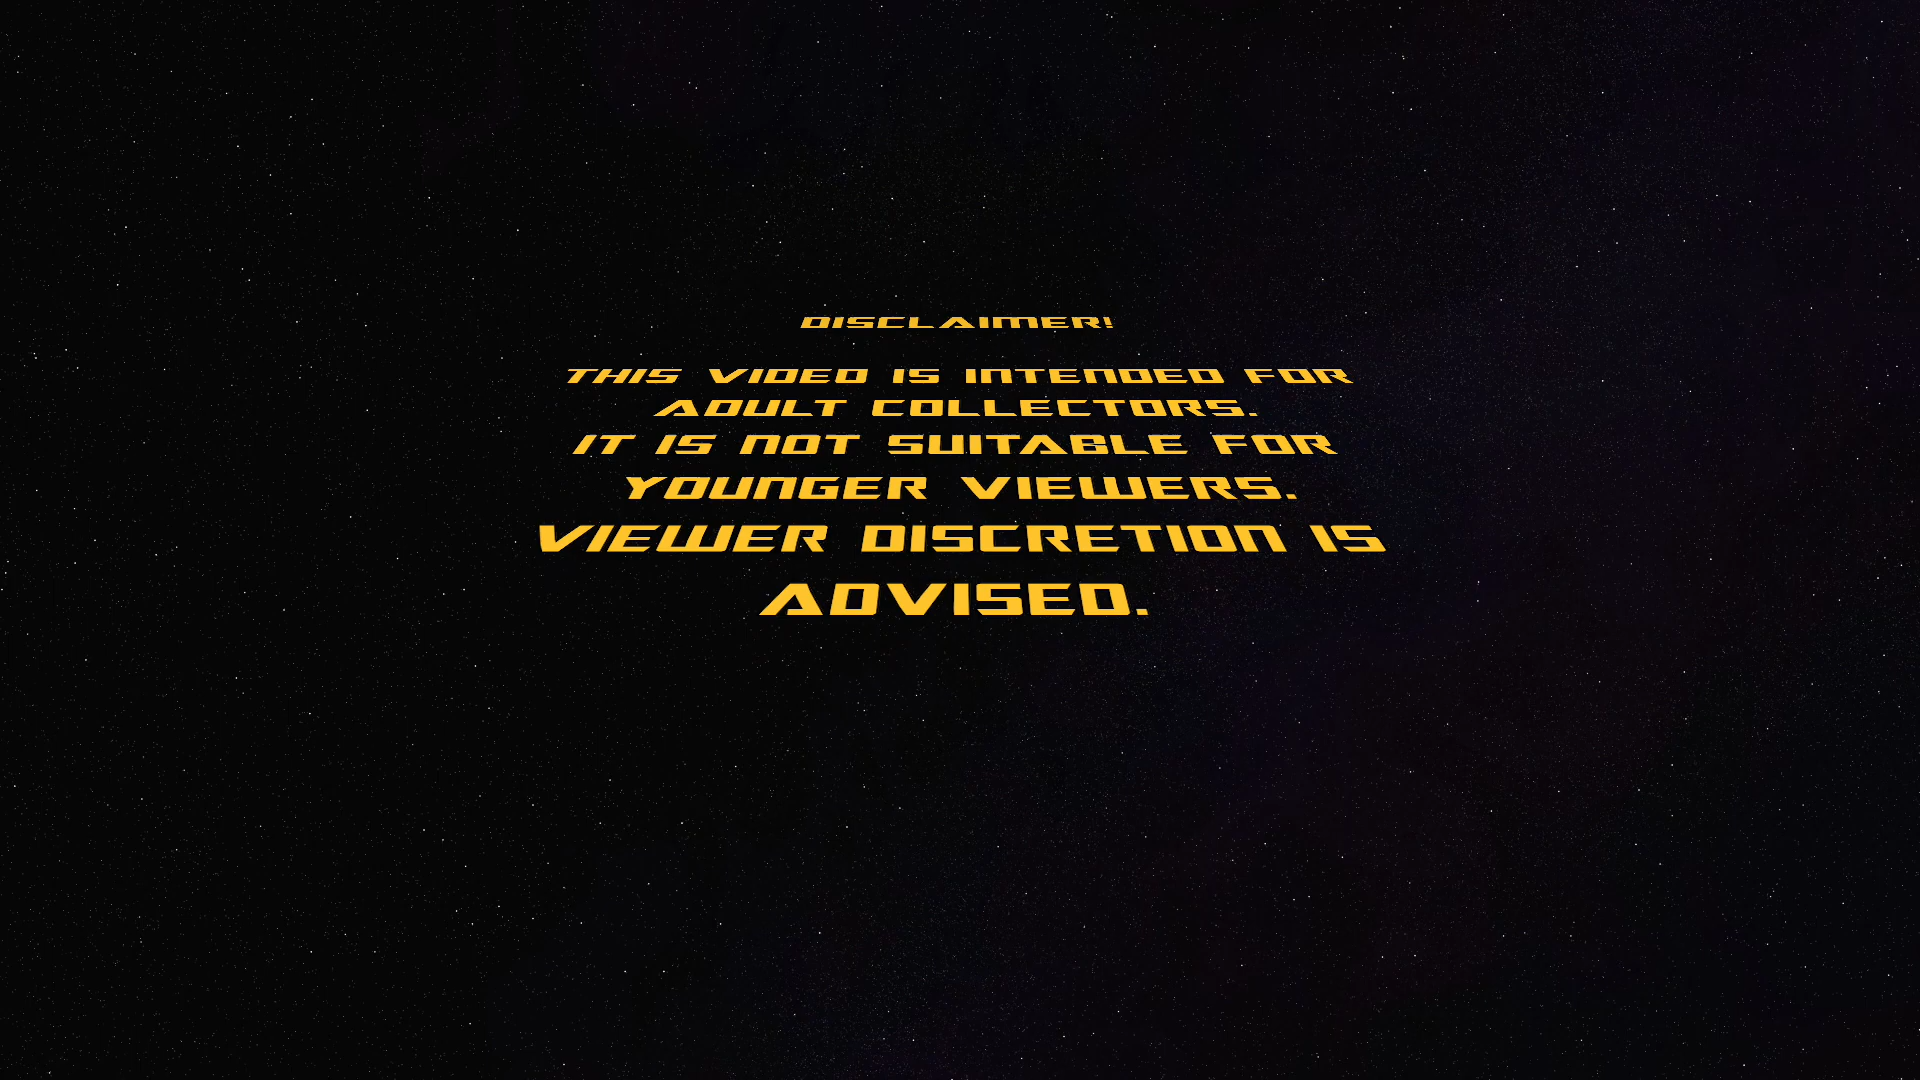 DISCLAIMER!
THIS VIDEO IS INTENDED FOR
ADULT COLLECTORS.
IT IS NOT SUITABLE FOR
YOUNGER VIEWERS.
VIEWER DISCRETION IS
ADVISED.